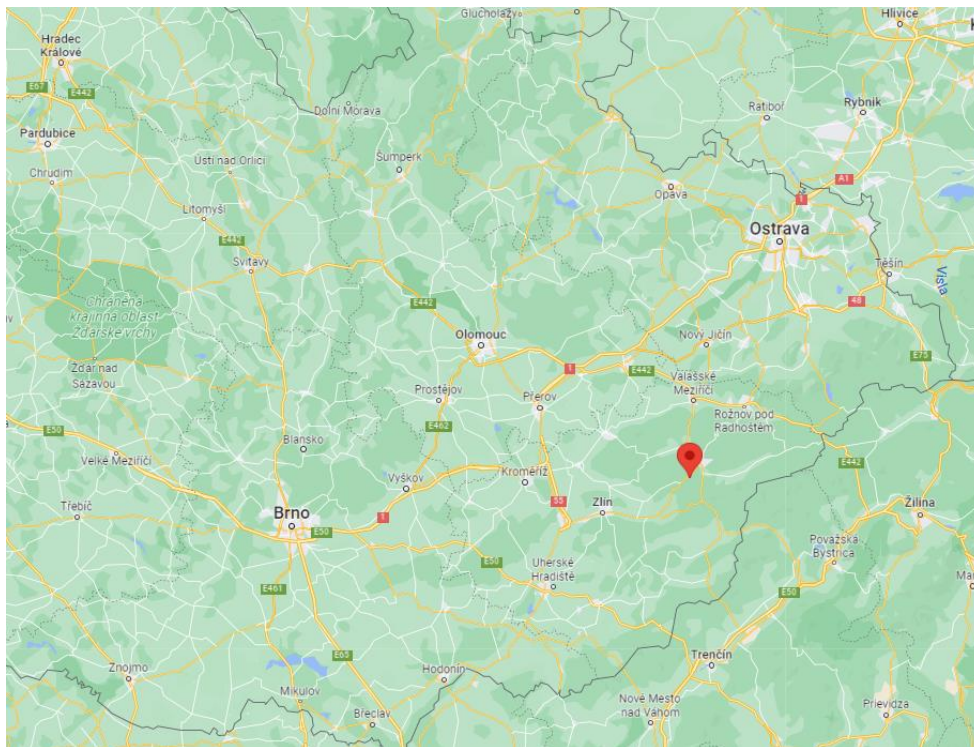 Głuchołazy
Hlivice
Hradec
Králové
E67
E442
Dolní Morava
Ratiboř
Rybnik
Pardubice
Chrudim
Ústí nad Orlicí
Šumperk
Opava
A1
1
Litomyšl
E442
Svitavy
Ostrava
Těšín
Visla
Chráněná
krajinná oblast
Žďárské vrchy
E442
48
Olomouc
Nový Jičín
E75
Žďár nad
Sázavou
1
E442
Valašské
Meziříčí
Prostějov
Přerov
Rožnov pod
Radhoštěm
E50
E462
Blansko
Velké Meziříčí
E442
Vyškov
Kroměříž
Třebíč
Brno
1
55
Zlín
Žilina
E50
Považská
Bystrica
E50
Uherské
Hradiště
E461
E50
Mar
E65
Trenčín
Znojmo
Hodonín
Mikulov
Nové Mesto
nad Váhom
Prievidza
Břeclav